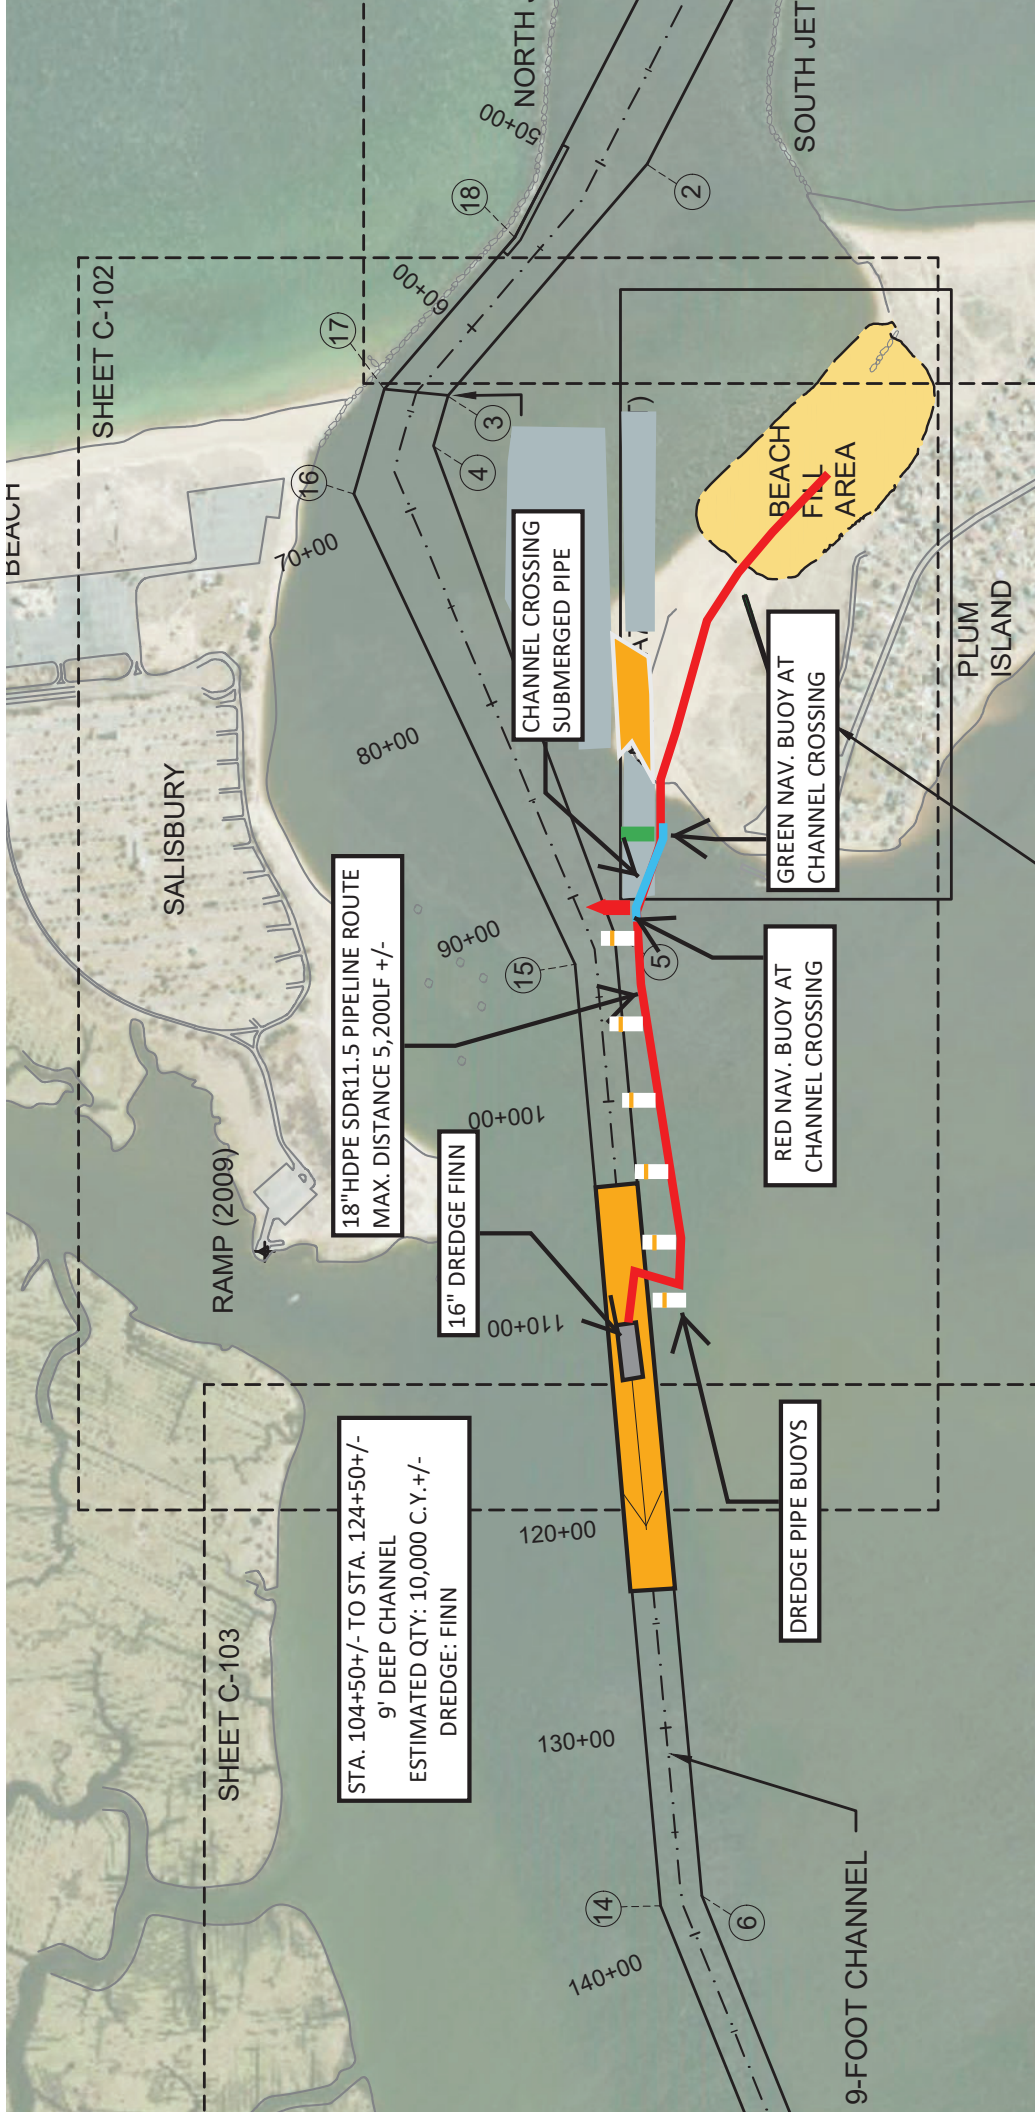 BEACH
SHEET C-102
SALISBURY
RAMP (2009)
SHEET C-103
NORTH J
SOUTH JET
50+00
60+00
70+00
80+00
90+00
100+00
110+00
120+00
130+00
140+00
18
17
16
15
14
2
3
4
5
6
18"HDPE SDR11.5 PIPELINE ROUTE
MAX. DISTANCE 5,200LF +/-
16" DREDGE FINN
STA. 104+50+/- TO STA. 124+50+/-
9' DEEP CHANNEL
ESTIMATED QTY: 10,000 C.Y.+/-
DREDGE: FINN
CHANNEL CROSSING
SUBMERGED PIPE
BEACH
FILL
AREA
GREEN NAV. BUOY AT
CHANNEL CROSSING
RED NAV. BUOY AT
CHANNEL CROSSING
DREDGE PIPE BUOYS
PLUM
ISLAND
9-FOOT CHANNEL